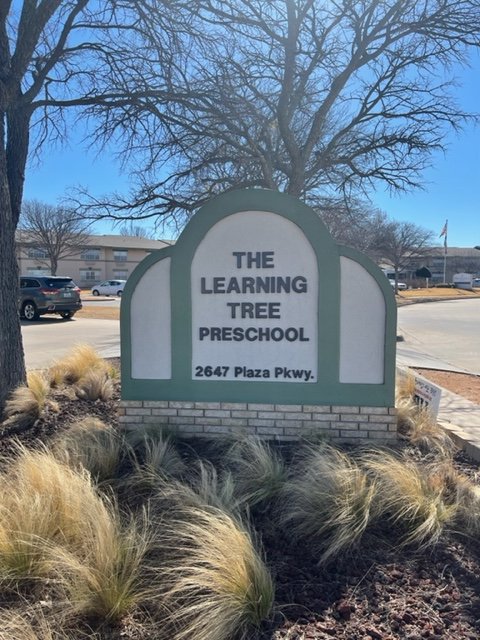 THE
LEARNING
TREE
PRESCHOOL
2647 Plaza Pkwy.